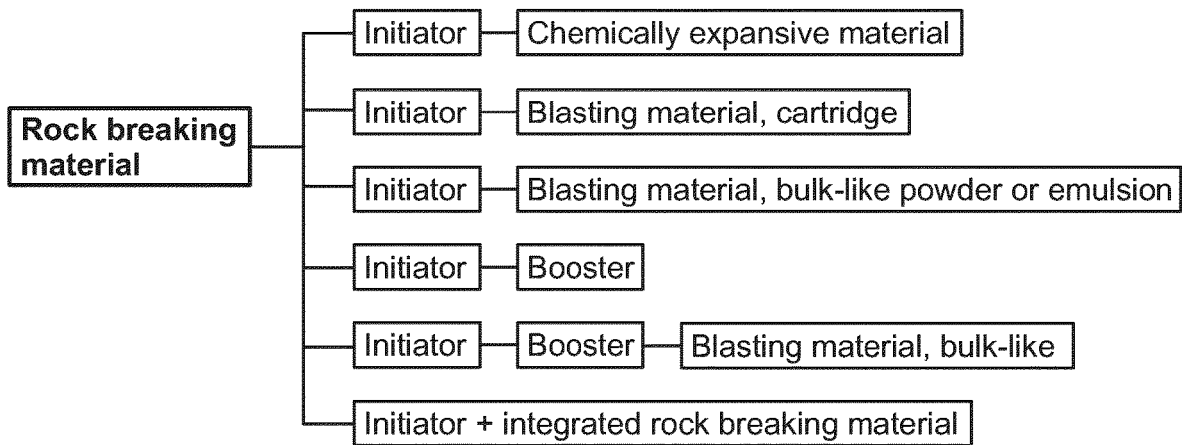 Initiator
Chemically expansive material
Initiator
Blasting material, cartridge
Rock breaking
material
Initiator
Blasting material, bulk-like powder or emulsion
Initiator
Booster
Initiator
Booster
Blasting material, bulk-like
Initiator + integrated rock breaking material